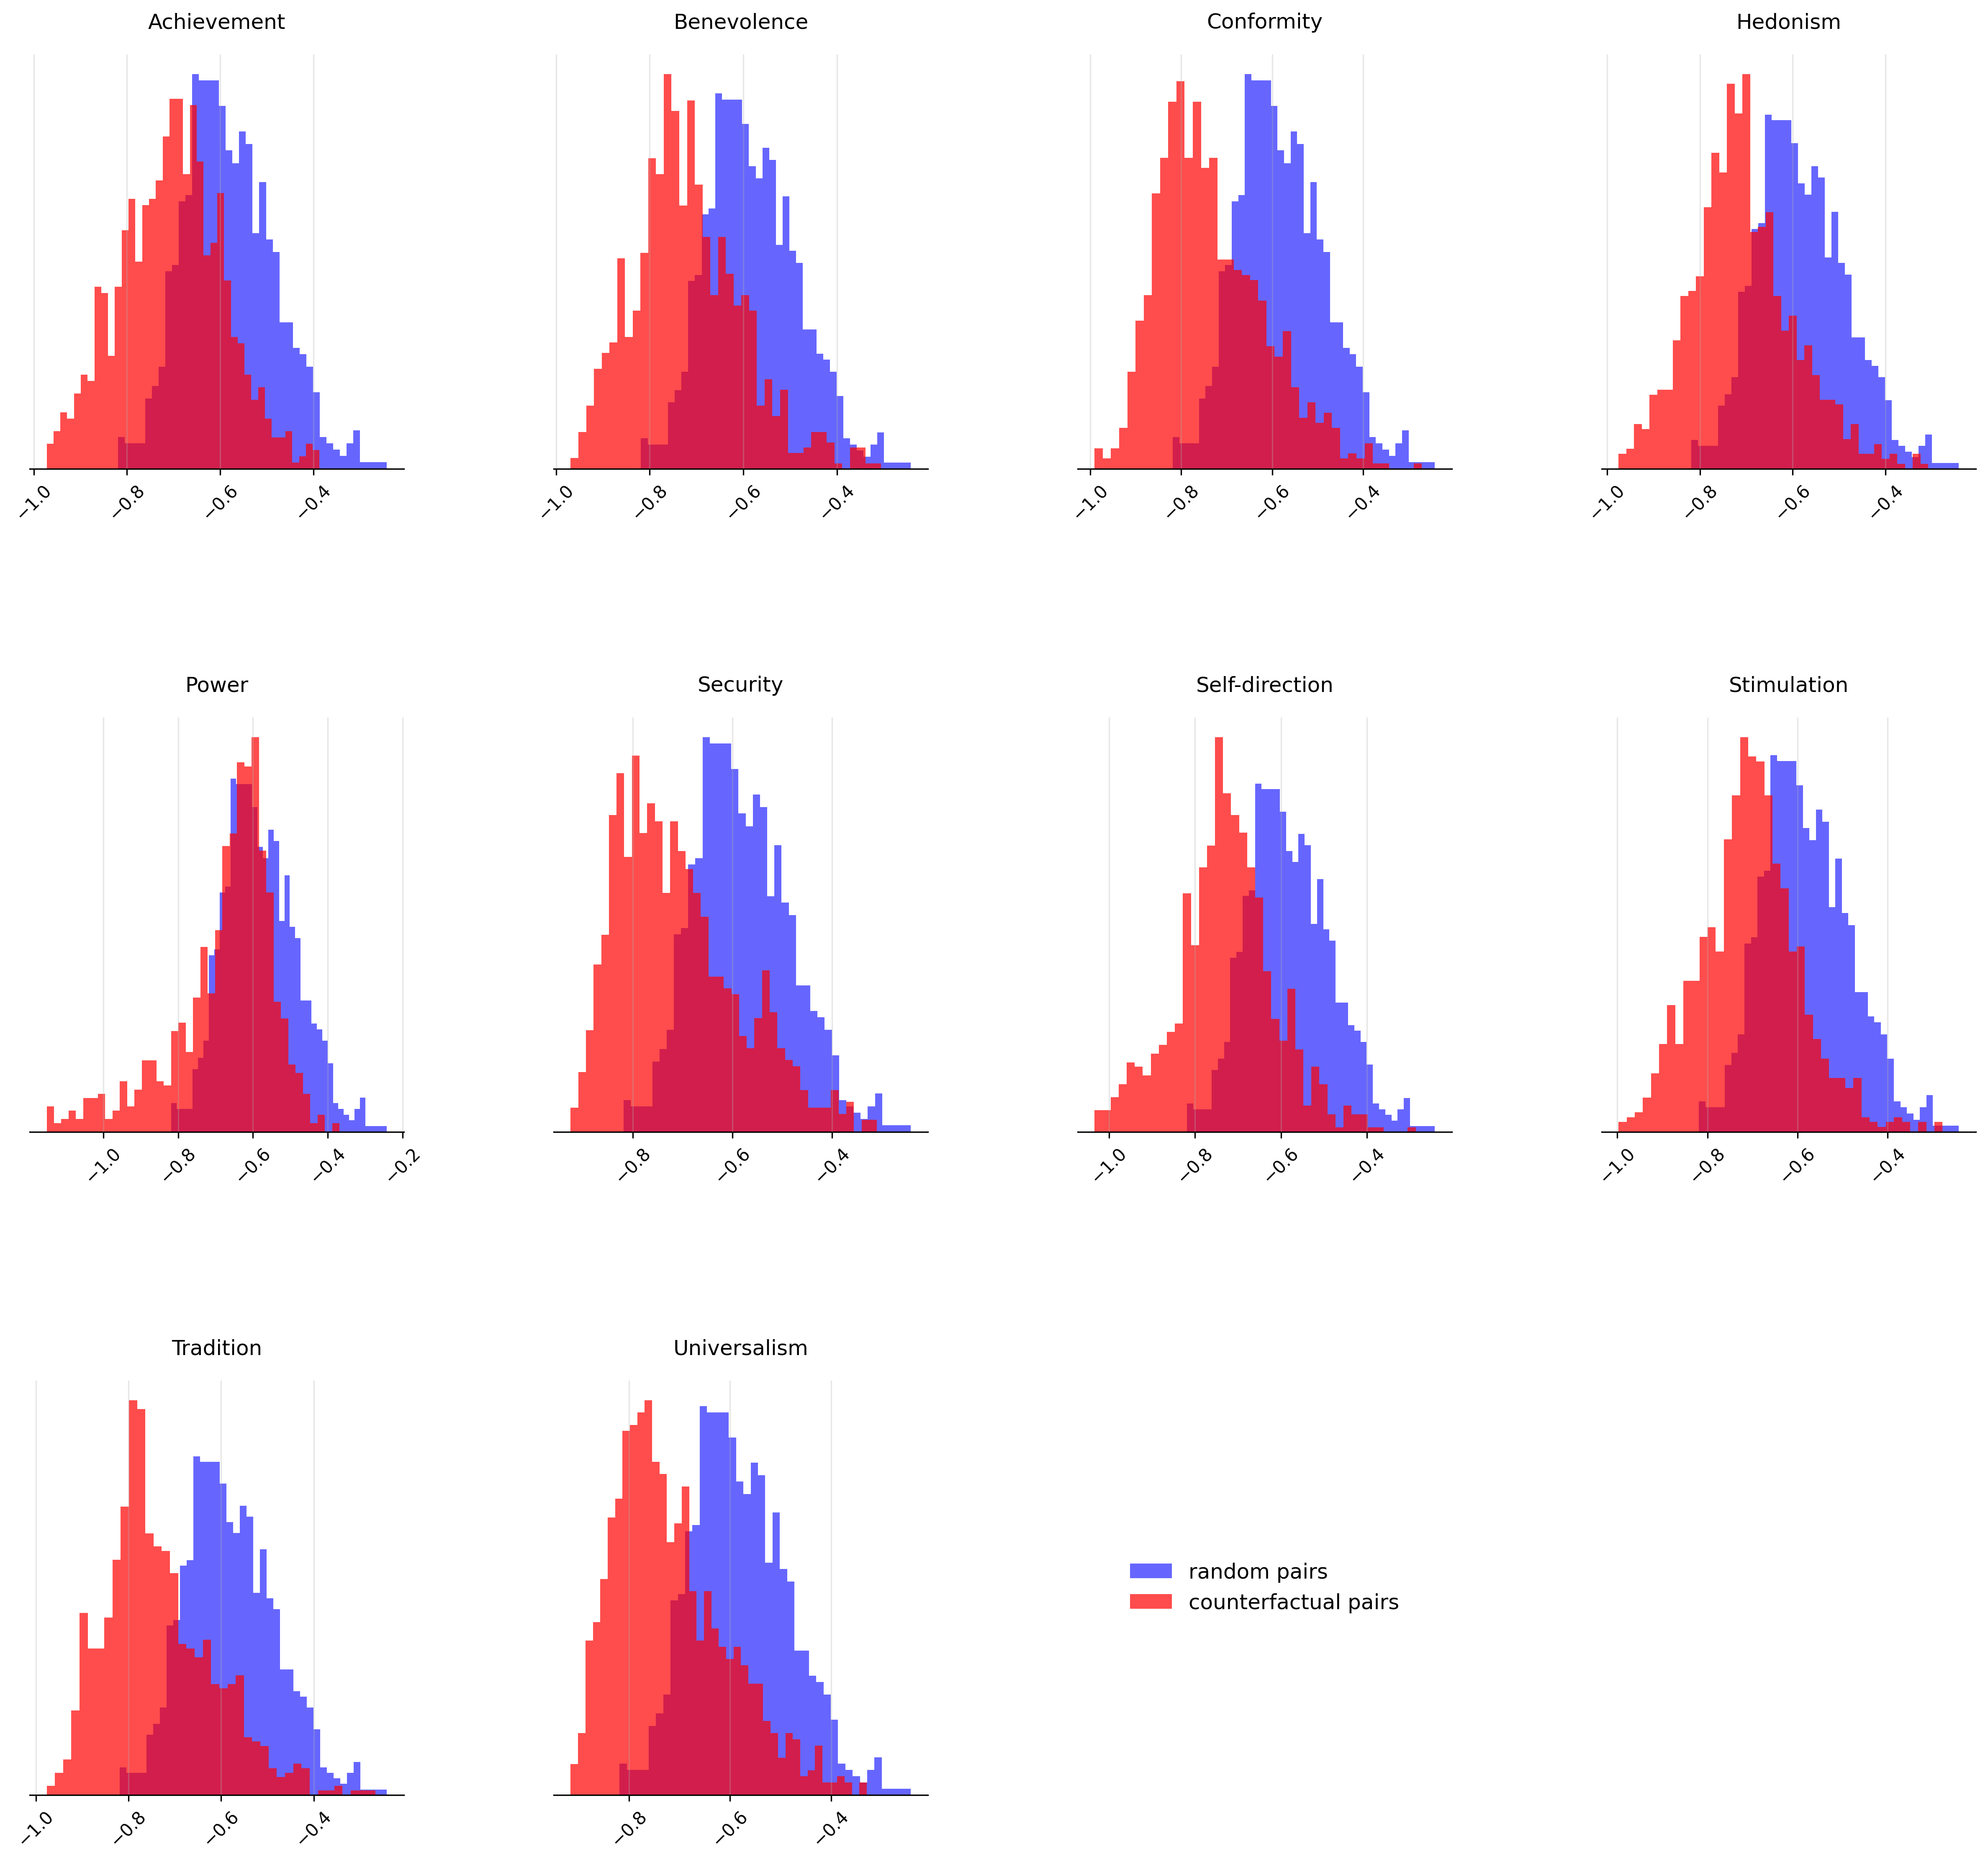 Achievement
Benevolence
Conformity
Hedonism
−1.0 −0.8 −0.6 −0.4
−1.0 −0.8 −0.6 −0.4
−1.0 −0.8 −0.6 −0.4
−1.0 −0.8 −0.6 −0.4
Power
Security
Self-direction
Stimulation
−1.0 −0.8 −0.6 −0.4 −0.2
−0.8 −0.6 −0.4
−1.0 −0.8 −0.6 −0.4
−1.0 −0.8 −0.6 −0.4
Tradition
Universalism
random pairs
counterfactual pairs
−1.0 −0.8 −0.6 −0.4
−0.8 −0.6 −0.4